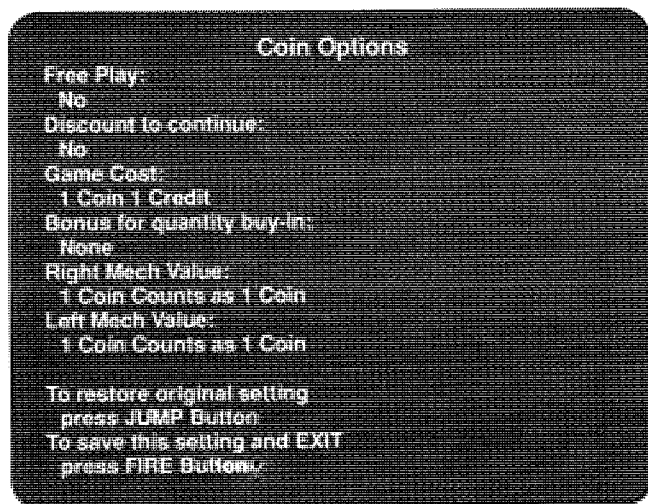 Coin Options
Free Play:
No
Discount to continue:
No
Game Cost:
1 Coin 1 Credit
Bonus for quantity buy-in:
None
Right Mech Value:
1 Coin Counts as 1 Coin
Left Mech Value:
1 Coin Counts as 1 Coin
To restore original setting
press JUMP Button
To save this setting and EXIT
press FIRE Button